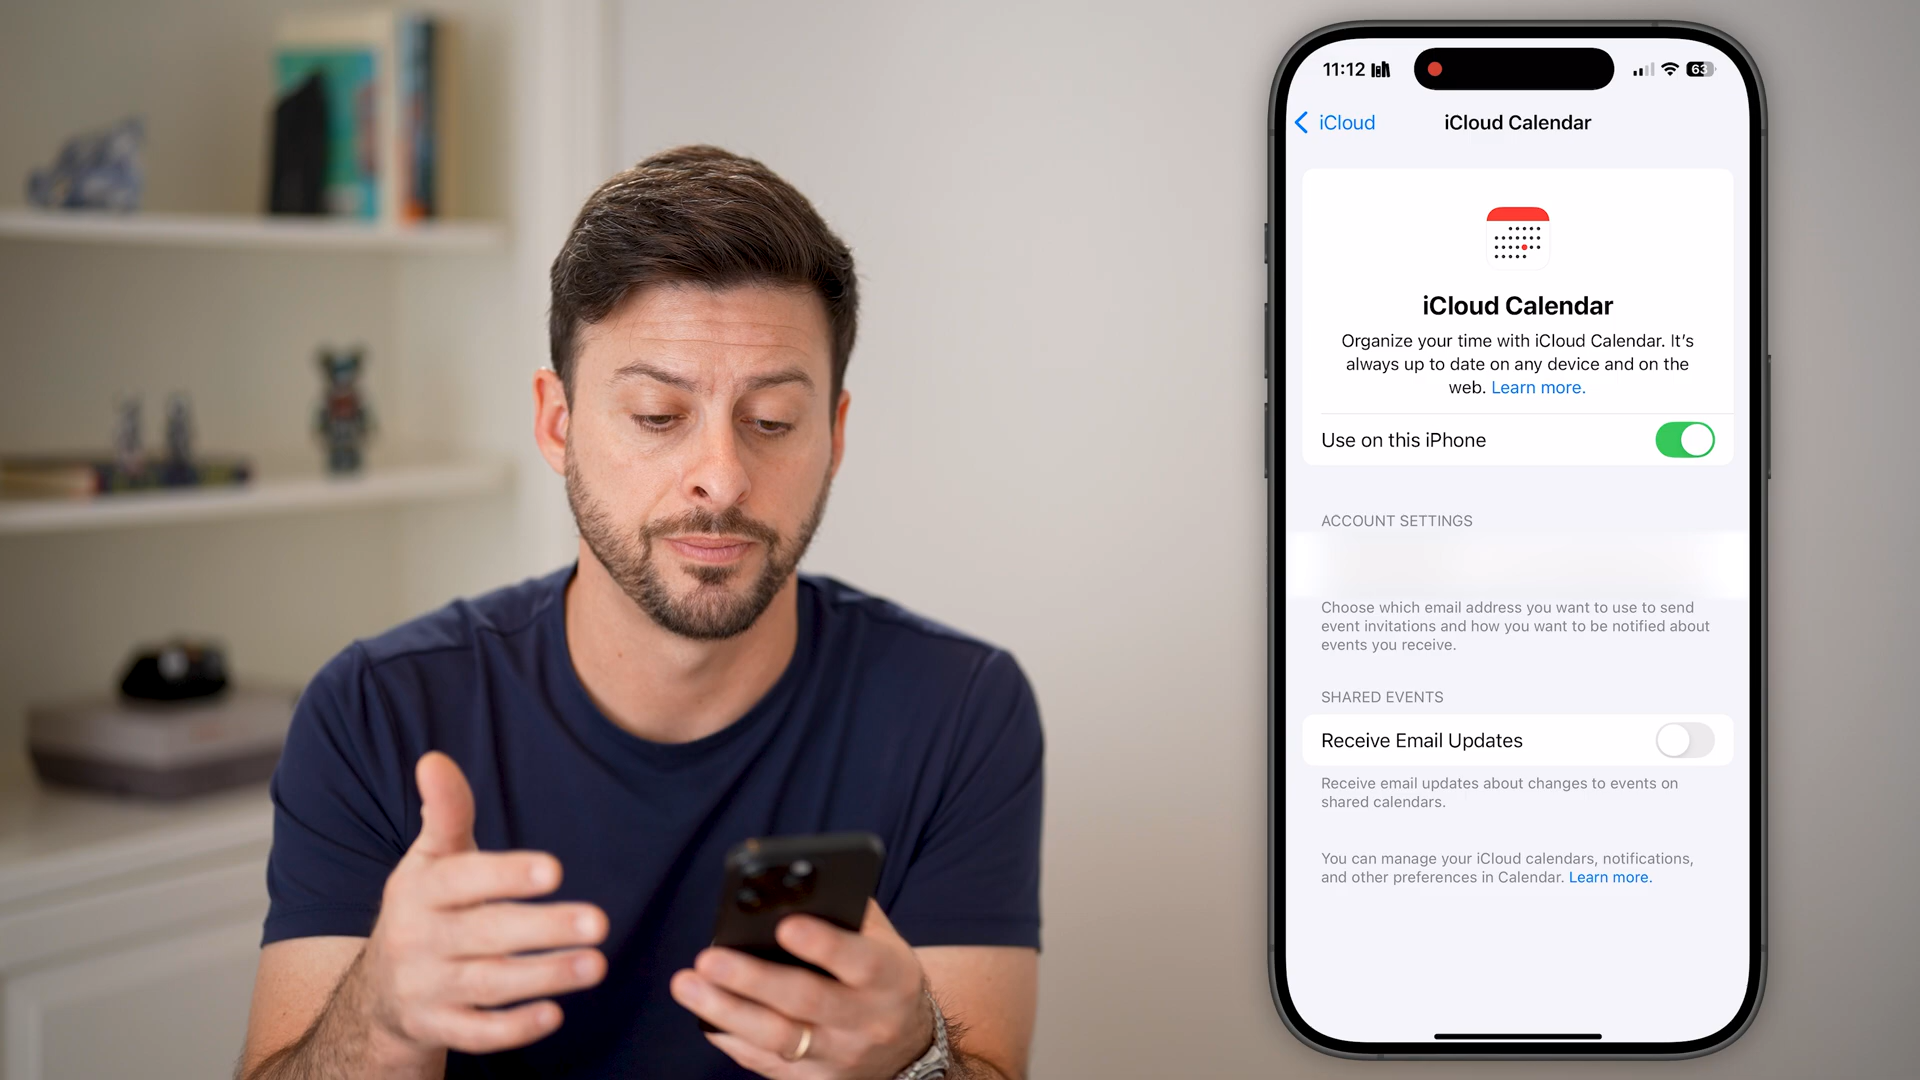 11:12
63
iCloud
iCloud Calendar
iCloud Calendar
Organize your time with iCloud Calendar. It's
always up to date on any device and on the
web. Learn more.
Use on this iPhone
ACCOUNT SETTINGS
Choose which email address you want to use to send
event invitations and how you want to be notified about
events you receive.
SHARED EVENTS
Receive Email Updates
Receive email updates about changes to events on
shared calendars.
You can manage your iCloud calendars, notifications,
and other preferences in Calendar. Learn more.